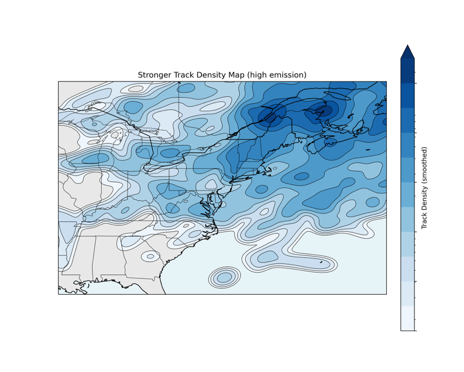 Stronger Track Density Map (high emission)
Track Density (smoothed)